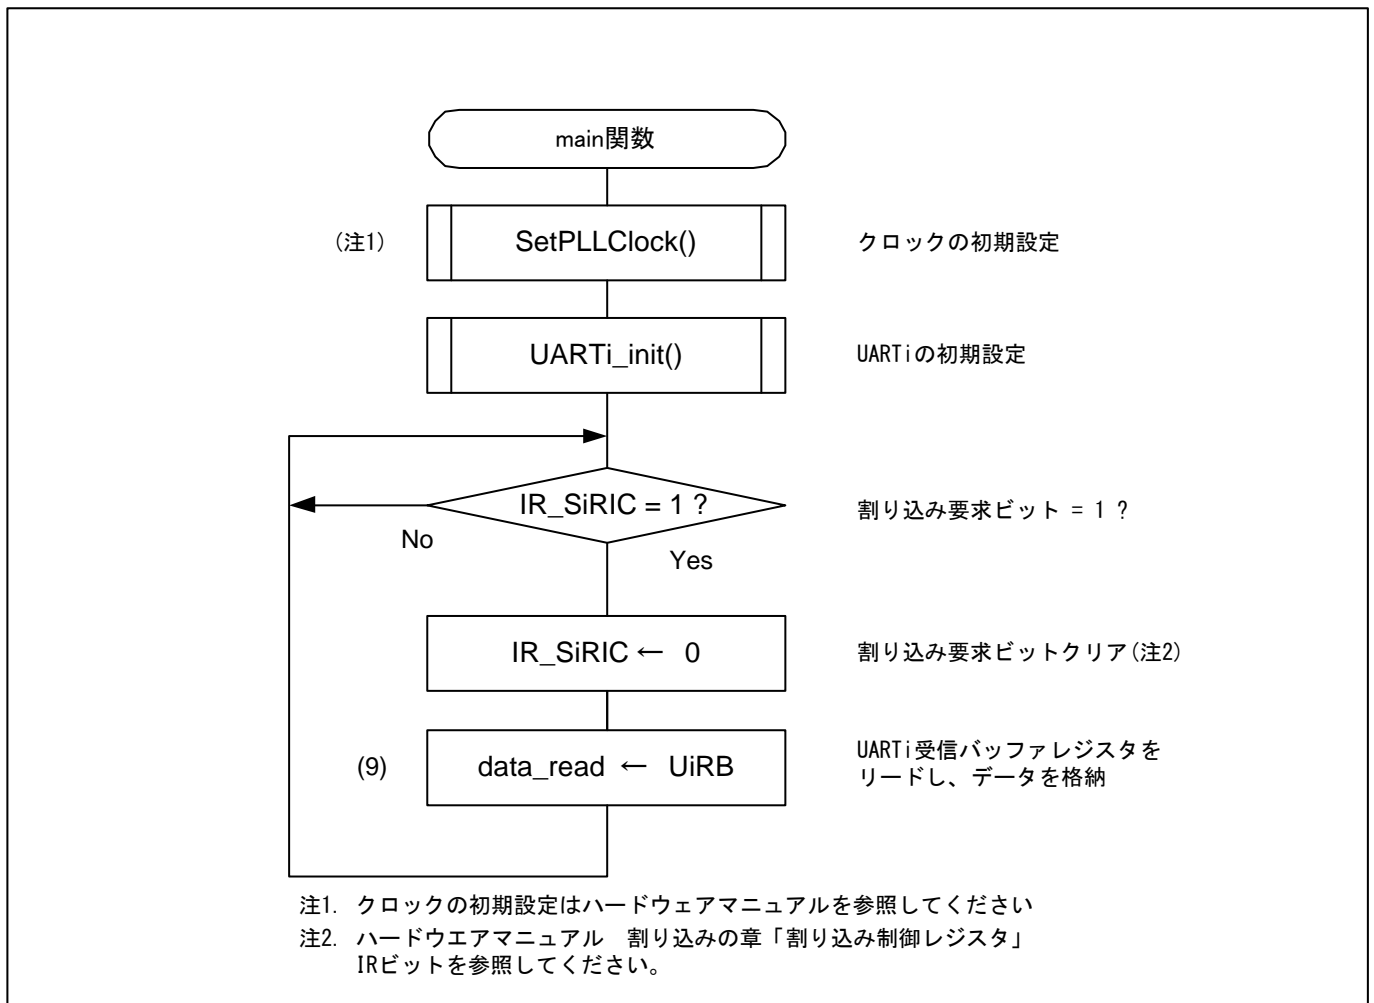 main関数
(注1)
SetPLLClock()
クロックの初期設定
UARTi_init()
UARTiの初期設定
IR_SiRIC = 1 ?
割り込み要求ビット = 1 ?
No
Yes
IR_SiRIC ← 0
割り込み要求ビットクリア(注2)
(9)
data_read ← UiRB
UARTi受信バッファレジスタを
リードし、データを格納
注1. クロックの初期設定はハードウェアマニュアルを参照してください
注2. ハードウエアマニュアル 割り込みの章「割り込み制御レジスタ」
IRビットを参照してください。